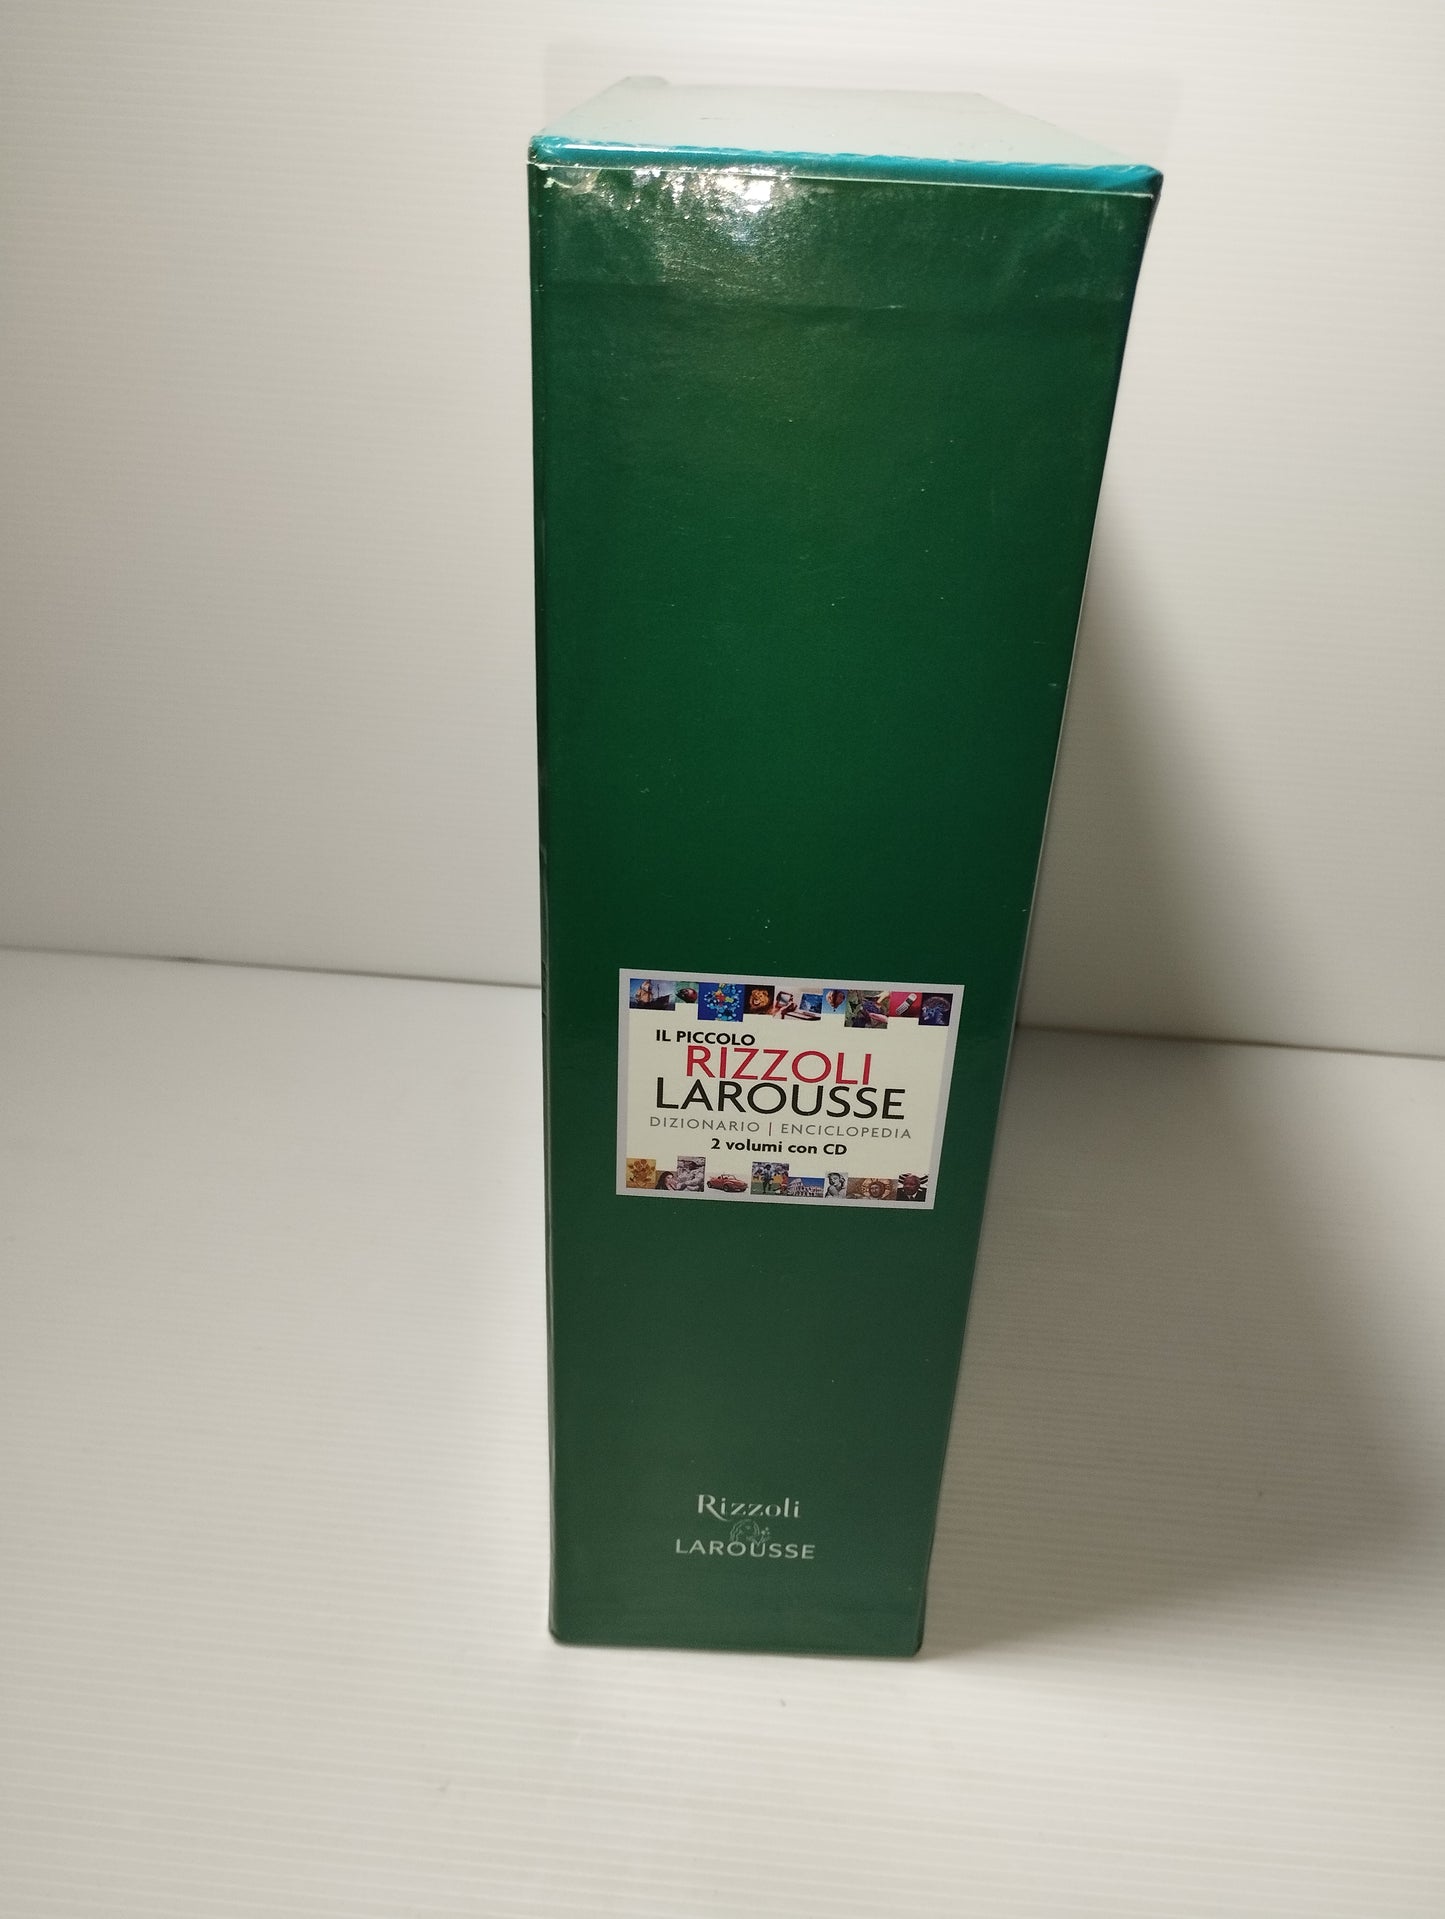 IL PICCOLO
RIZZOLI
LAROUSSE
DIZIONARIO | ENCICLOPEDIA
2 volumi con CD
Rizzoli
LAROUSSE